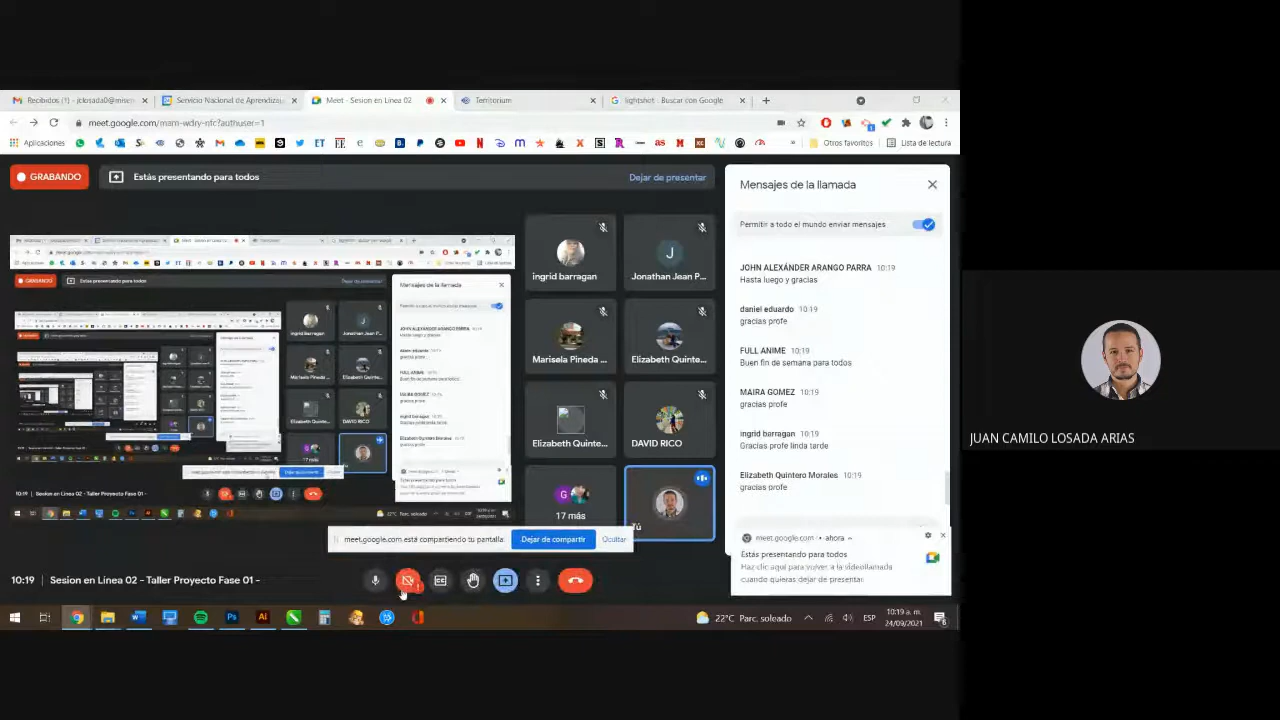 Recibidos (1) - jclosada0@misen
Servicio Nacional de Aprendizaj
Meet - Sesion en Linea 02
Territorium
lightshot - Buscar con Google
meet.google.com/mam-wdry-nfc?authuser=1
Aplicaciones
Otros favoritos
Lista de lectura
GRABANDO
Estás presentando para todos
Dejar de presentar
Mensajes de la llamada
Permitir a todo el mundo enviar mensajes
JOHN ALEXÁNDER ARANGO PARRA 10:19
Hasta luego y gracias
daniel eduardo 10:19
gracias profe
FULL ANIME 10:19
Buen fin de semana para todos
MAIRA GOMEZ 10:19
gracias profe
ingrid barragan 10:19
Gracias profe linda tarde
Elizabeth Quintero Morales 10:19
gracias profe
ingrid barragan
Jonathan Jean P...
Marisela Pineda ...
Elizabeth Quinte...
Elizabeth Quinte...
DAVID RICO
17 más
Tú
meet.google.com está compartiendo tu pantalla.
Dejar de compartir
Ocultar
meet.google.com • ahora
Estás presentando para todos
Haz clic aquí para volver a la videollamada
cuando quieras dejar de presentar.
10:19 | Sesion en Linea 02 - Taller Proyecto Fase 01 -
22°C Parc. soleado
ESP
10:19 a. m.
24/09/2021
JUAN CAMILO LOSADA